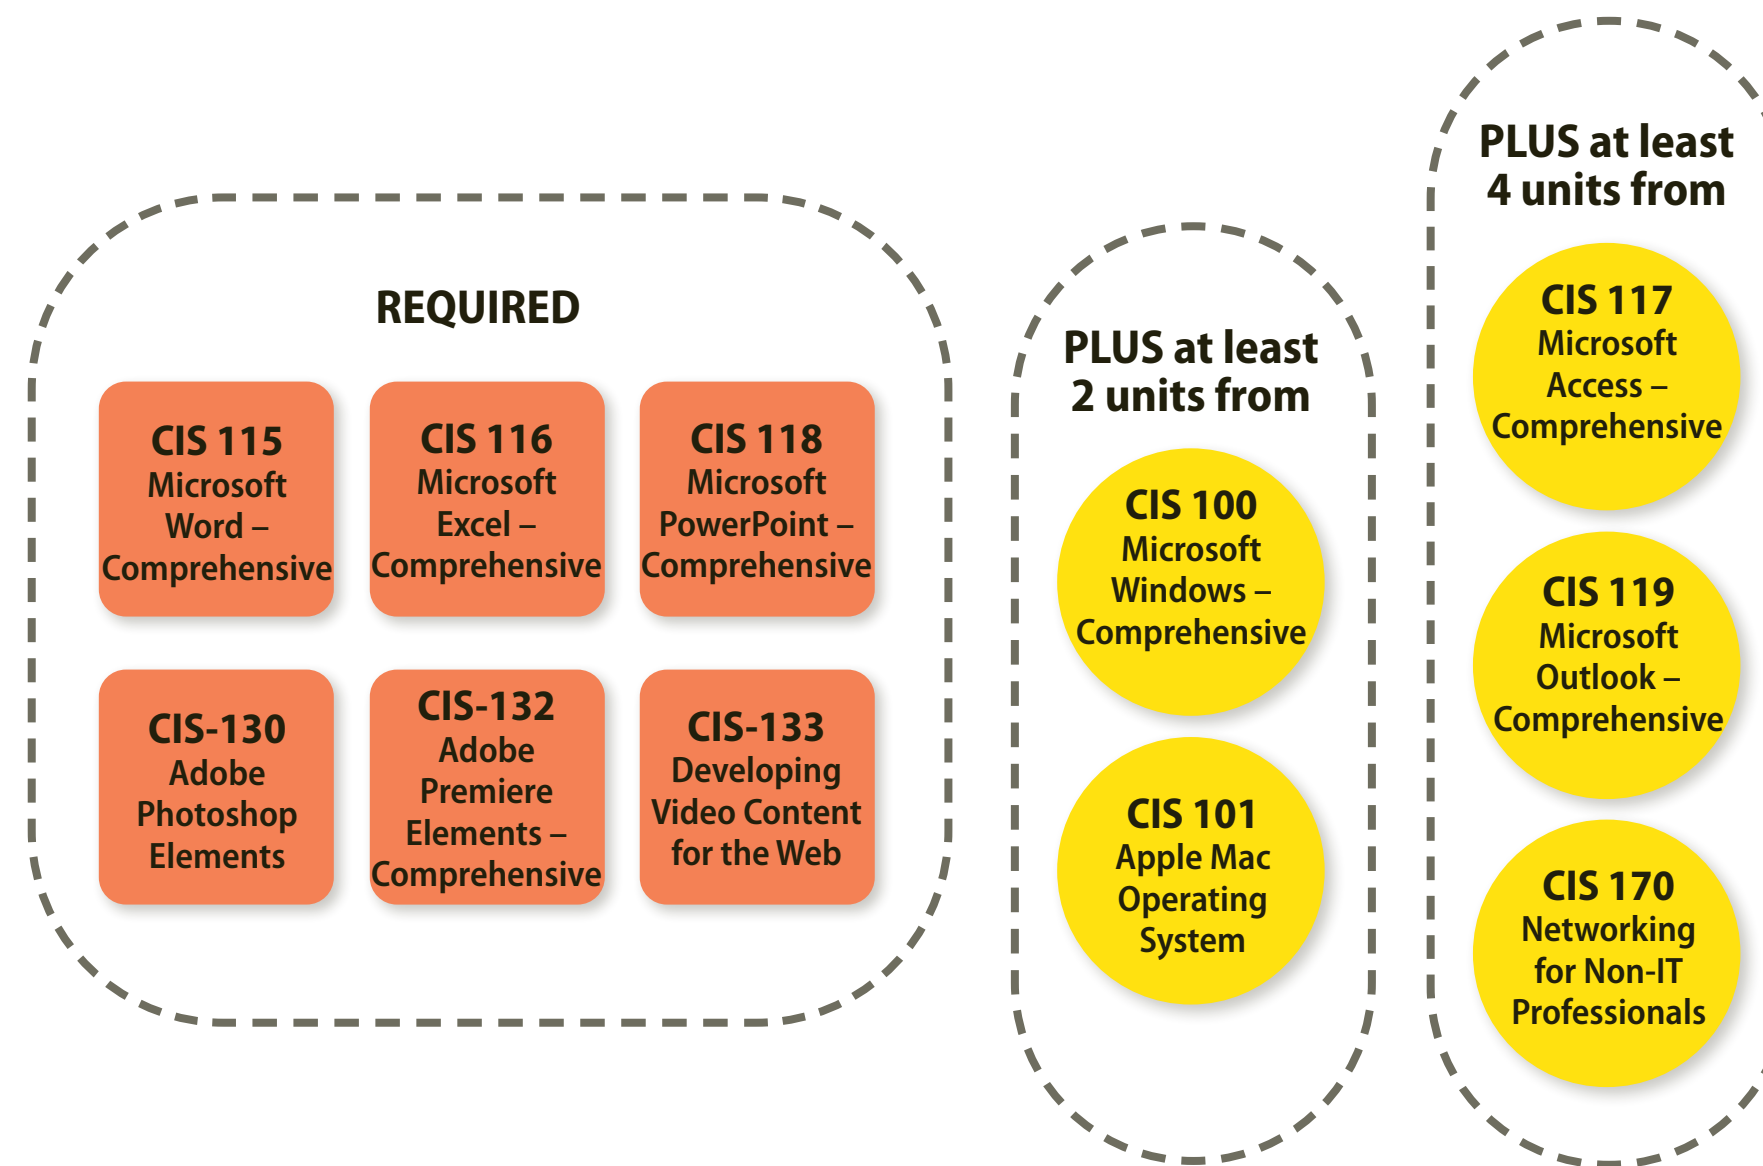 REQUIRED
CIS 115
Microsoft
Word –
Comprehensive
CIS 116
Microsoft
Excel –
Comprehensive
CIS 118
Microsoft
PowerPoint –
Comprehensive
CIS-130
Adobe
Photoshop
Elements
CIS-132
Adobe
Premiere
Elements –
Comprehensive
CIS-133
Developing
Video Content
for the Web
PLUS at least
2 units from
CIS 100
Microsoft
Windows –
Comprehensive
CIS 101
Apple Mac
Operating
System
PLUS at least
4 units from
CIS 117
Microsoft
Access –
Comprehensive
CIS 119
Microsoft
Outlook –
Comprehensive
CIS 170
Networking
for Non-IT
Professionals